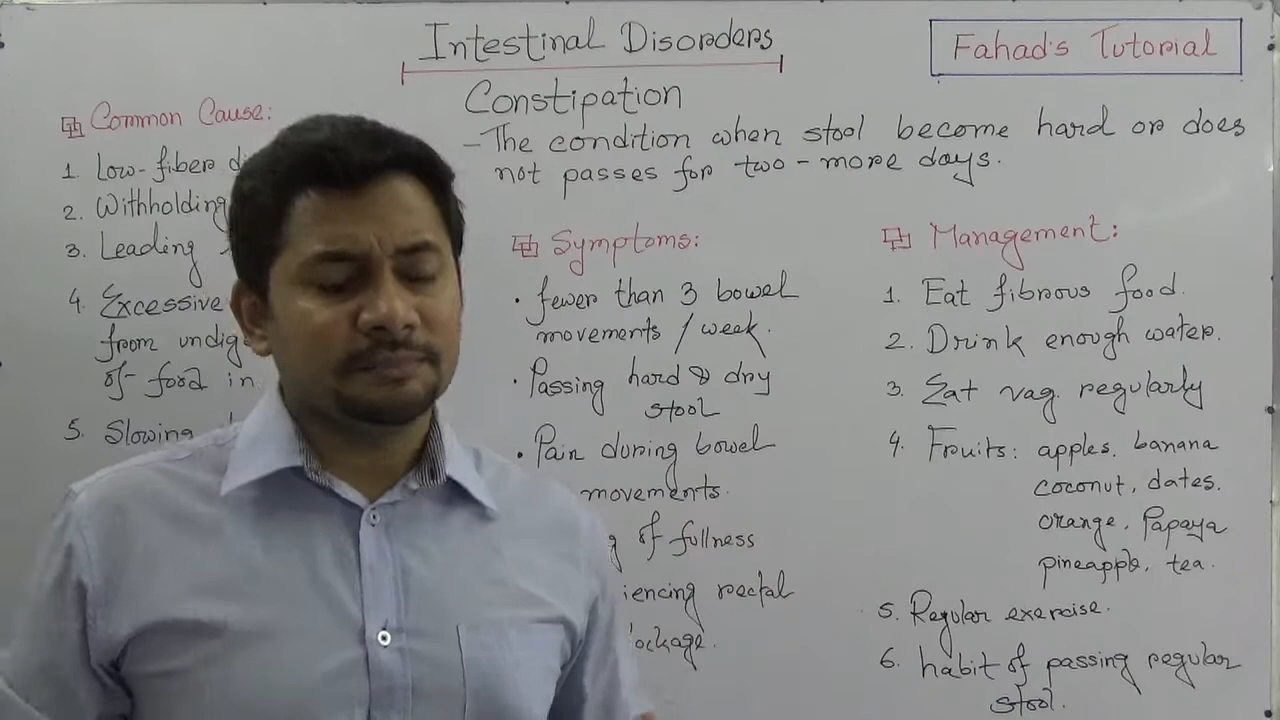 Intestinal Disorders
Fahad's Tutorial
Constipation
- The condition when stool become hard or does
not passes for two - more days.
Common Cause:
1. Low-fiber
2. Withholding
3. Leading
4. Excessive
from
of food in
5. Slowing
Symptoms:
• fewer than 3 bowel
movements / week.
• Passing hard & dry
stool
• Pain during bowel
movements.
of fullness
rectal
Management:
1. Eat fibrous food.
2. Drink enough water.
3. Eat vag. regularly
4. Fruits: apples, banana
coconut, dates.
orange, Papaya
pineapple, tea.
5. Regular exercise.
6. habit of passing regular
stool.